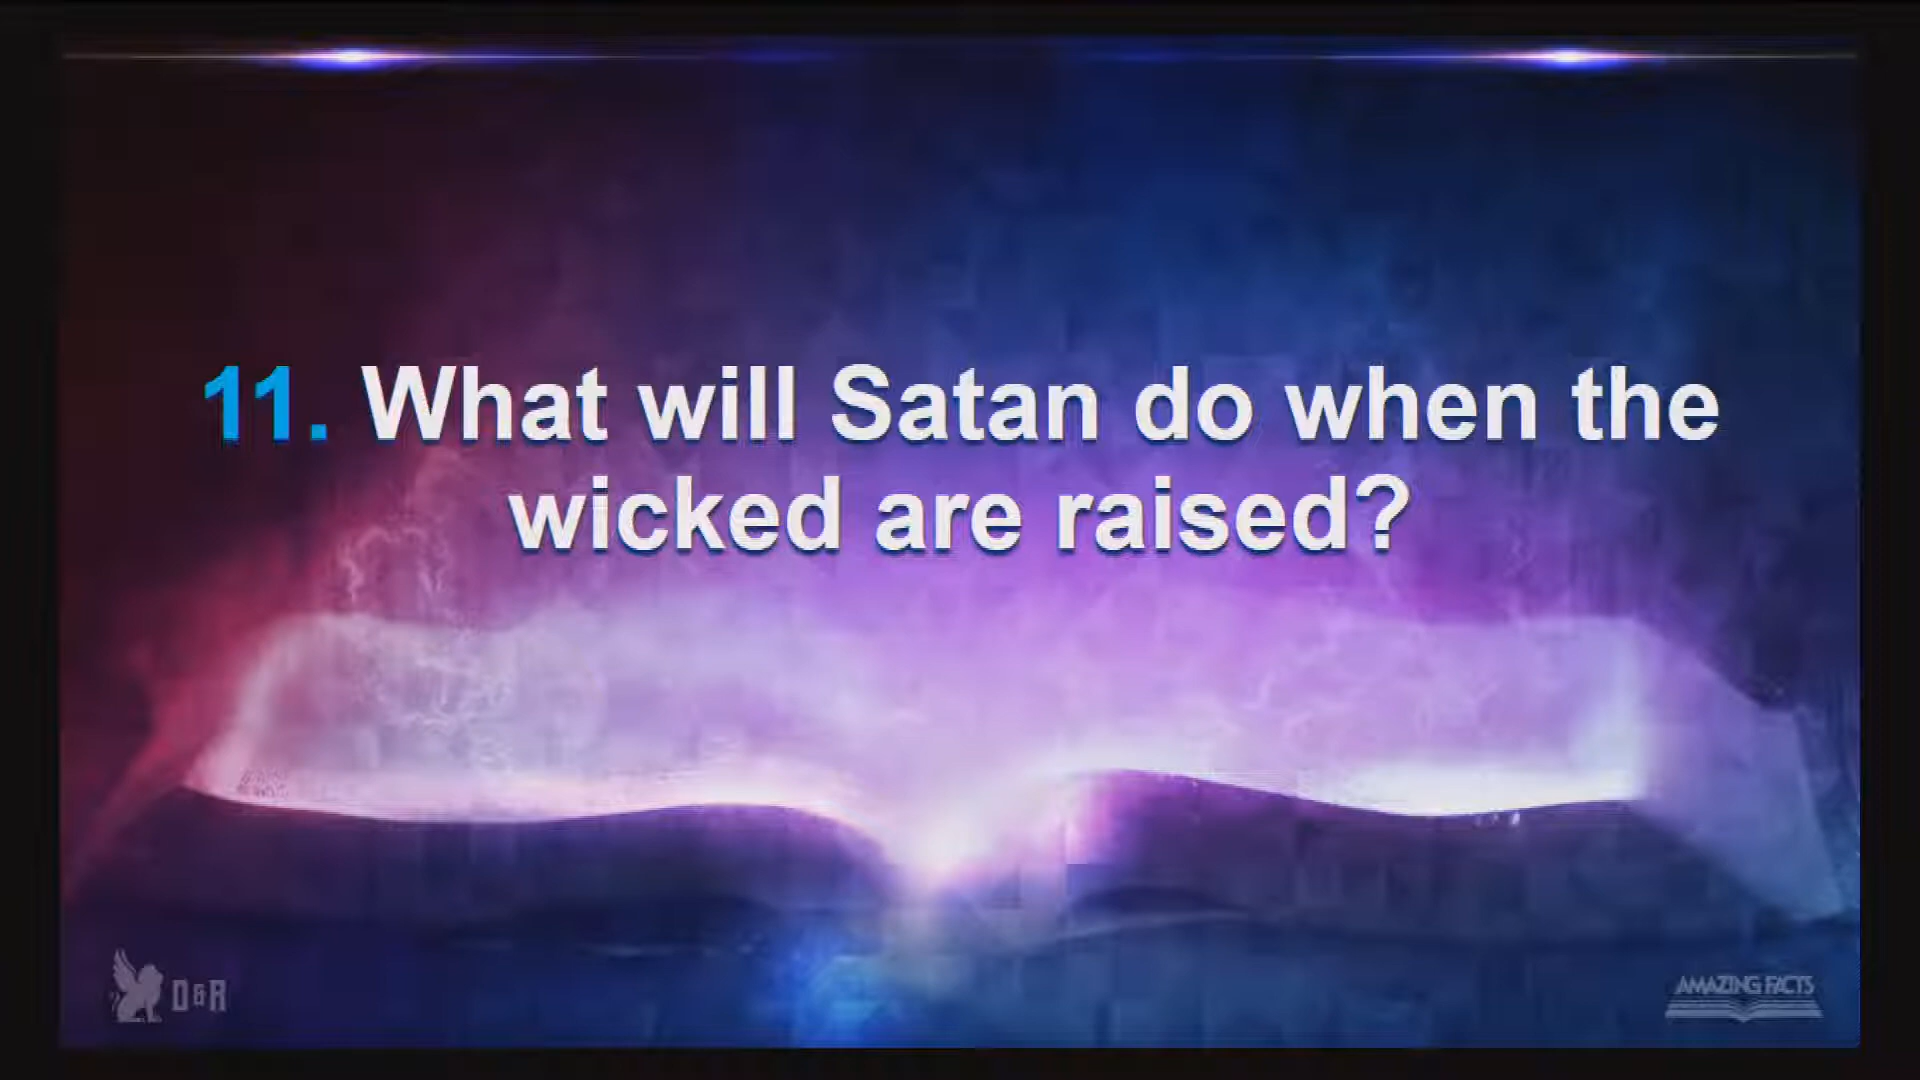 11. What will Satan do when the
wicked are raised?
D&R
AMAZING FACTS